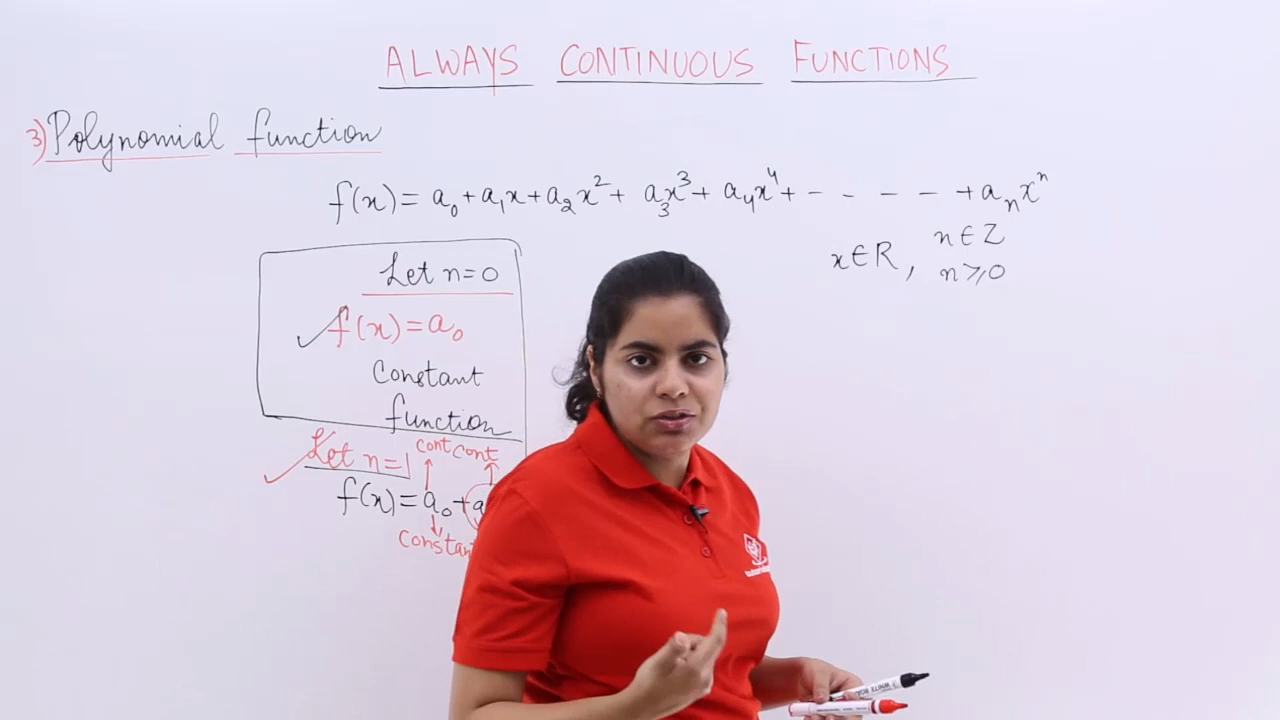 ALWAYS CONTINUOUS FUNCTIONS
3) Polynomial function
f(x) = a₀ + a₁x + a₂x² + a₃x³ + a₄x⁴ + - - - - - + aₙxⁿ
x ∈ R, n ∈ Z
n ≥ 0
Let n=0
f(x) = a₀
Constant
function
Let n=1
cont cont
f(x) = a₀ + a
WHITE